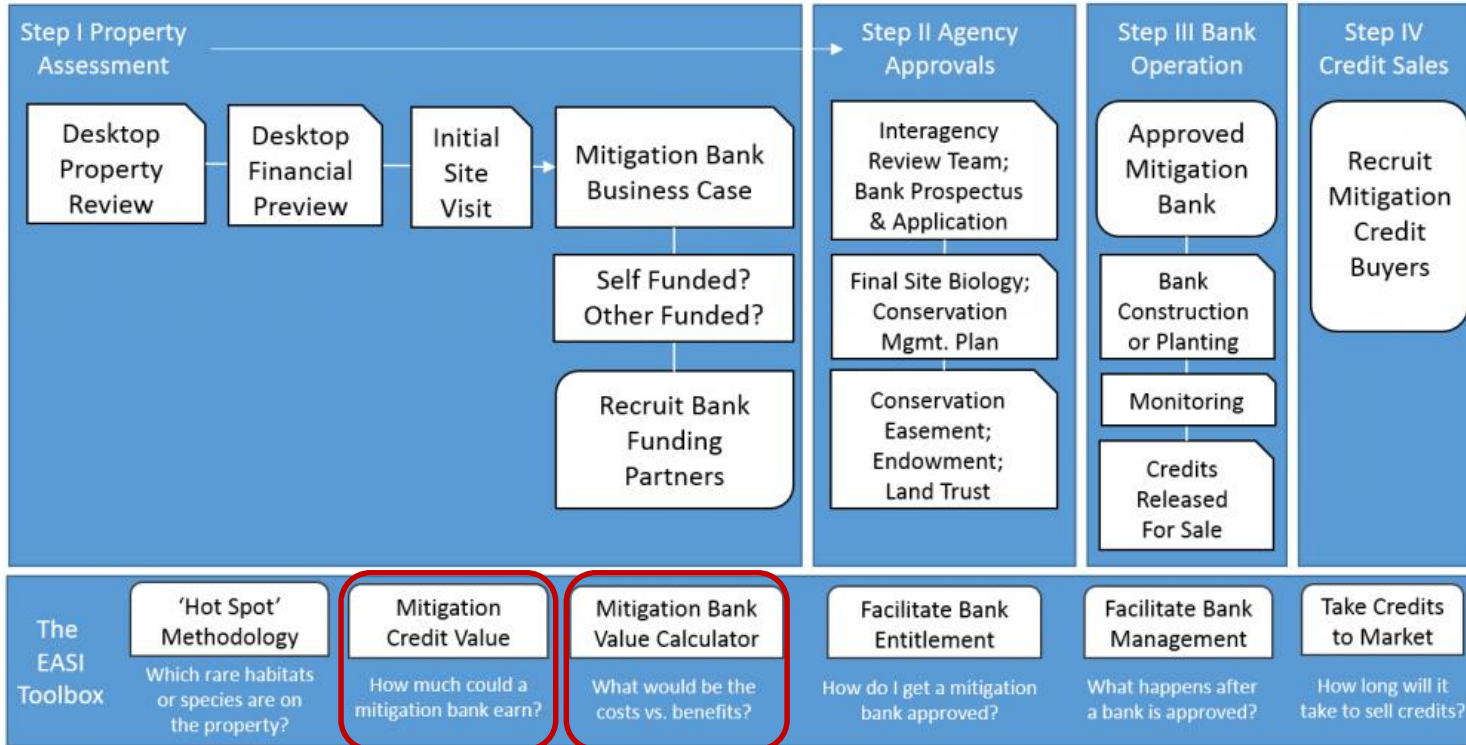 Step I Property
Assessment
Desktop
Property
Review
Desktop
Financial
Preview
Initial
Site
Visit
Mitigation Bank
Business Case
Self Funded?
Other Funded?
Recruit Bank
Funding
Partners
Step II Agency
Approvals
Interagency
Review Team;
Bank Prospectus
& Application
Final Site Biology;
Conservation
Mgmt. Plan
Conservation
Easement;
Endowment;
Land Trust
Step III Bank
Operation
Approved
Mitigation
Bank
Bank
Construction
or Planting
Monitoring
Credits
Released
For Sale
Step IV
Credit Sales
Recruit
Mitigation
Credit
Buyers
The
EASI
Toolbox
‘Hot Spot’
Methodology
Which rare habitats
or species are on
the property?
Mitigation
Credit Value
How much could a
mitigation bank earn?
Mitigation Bank
Value Calculator
What would be the
costs vs. benefits?
Facilitate Bank
Entitlement
How do I get a mitigation
bank approved?
Facilitate Bank
Management
What happens after
a bank is approved?
Take Credits
to Market
How long will it
take to sell credits?